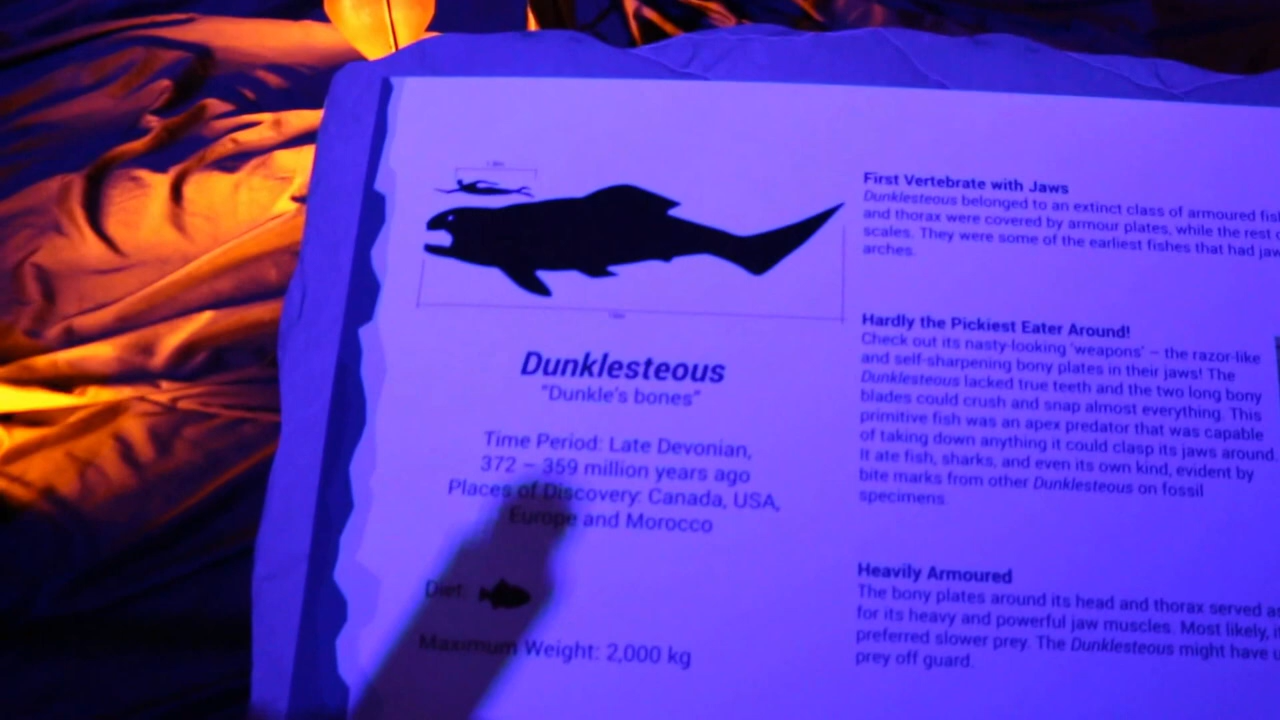 Dunklesteous
"Dunkle's bones"
Time Period: Late Devonian,
372 – 359 million years ago
Places of Discovery: Canada, USA,
Europe and Morocco
Diet:
Maximum Weight: 2,000 kg
First Vertebrate with Jaws
Dunklesteous belonged to an extinct class of armoured
and thorax were covered by armour plates, while the rest
scales. They were some of the earliest fishes that had
arches.
Hardly the Pickiest Eater Around!
Check out its nasty-looking 'weapons' – the razor-like
and self-sharpening bony plates in their jaws! The
Dunklesteous lacked true teeth and the two long bony
blades could crush and snap almost everything. This
primitive fish was an apex predator that was capable
of taking down anything it could clasp its jaws around.
It ate fish, sharks, and even its own kind, evident by
bite marks from other Dunklesteous on fossil
specimens.
Heavily Armoured
The bony plates around its head and thorax served
for its heavy and powerful jaw muscles. Most likely,
preferred slower prey. The Dunklesteous might have
prey off guard.